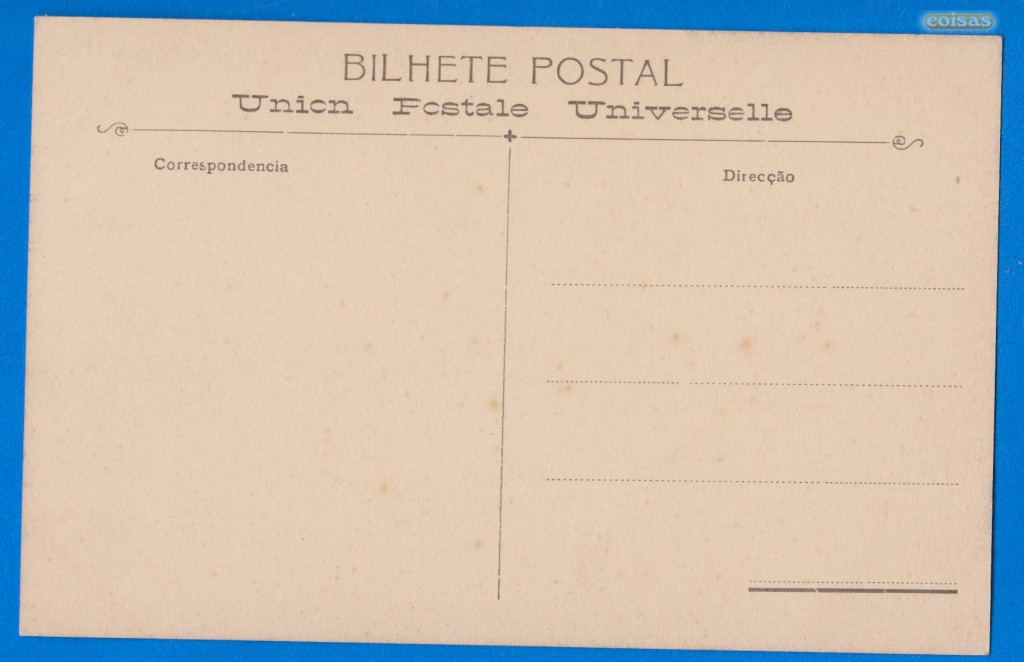 coisas
BILHETE POSTAL
Union Postale Universelle
Correspondencia
Direcção